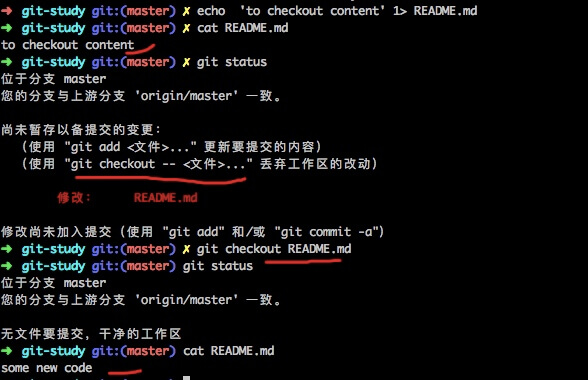 ➜ git-study git:(master) ✗ echo 'to checkout content' 1> README.md
➜ git-study git:(master) ✗ cat README.md
to checkout content
➜ git-study git:(master) ✗ git status
位于分支 master
您的分支与上游分支 'origin/master' 一致。
尚未暂存以备提交的变更：
(使用 "git add <文件>..." 更新要提交的内容)
(使用 "git checkout -- <文件>..." 丢弃工作区的改动)
修改： README.md
修改尚未加入提交（使用 "git add" 和/或 "git commit -a"）
➜ git-study git:(master) ✗ git checkout README.md
➜ git-study git:(master) git status
位于分支 master
您的分支与上游分支 'origin/master' 一致。
无文件要提交，干净的工作区
➜ git-study git:(master) cat README.md
some new code